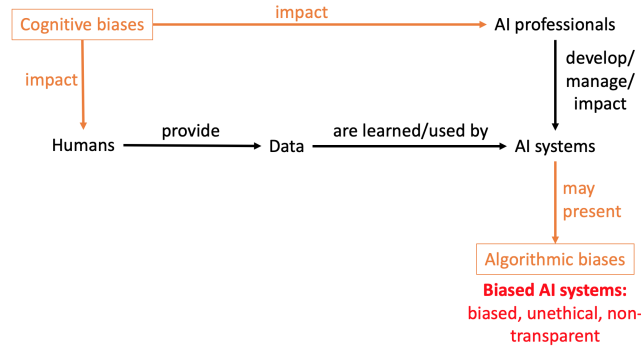 Cognitive biases
impact
AI professionals
impact
develop/
manage/
impact
Humans
provide
Data
are learned/used by
AI systems
may
present
Algorithmic biases
Biased AI systems:
biased, unethical, non-
transparent